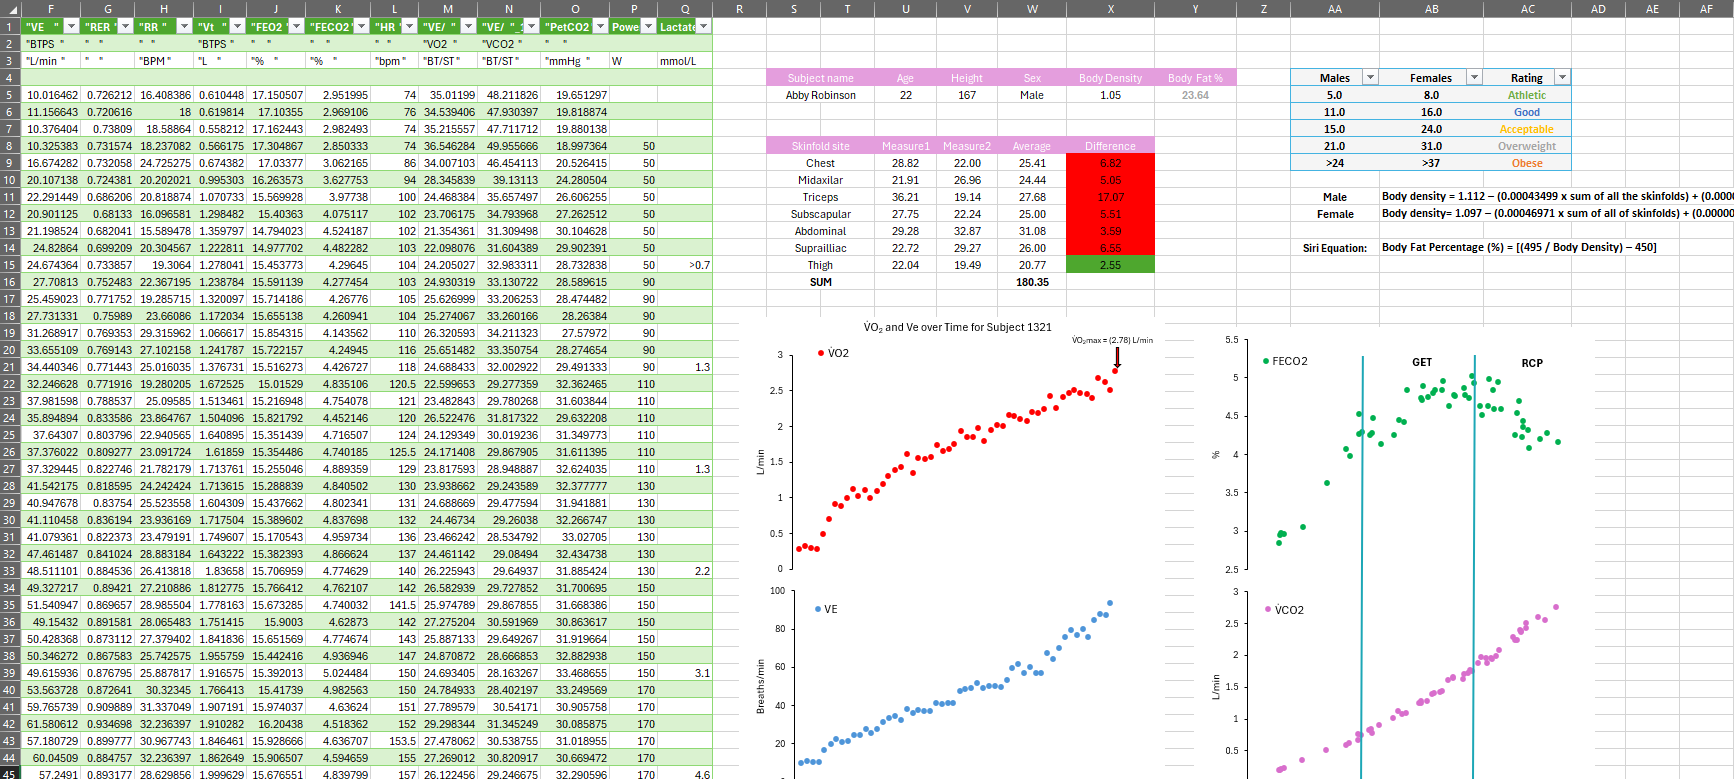 F G H I J K L M N O P Q R S T U V W X Y Z AA AB AC AD AE AF
1 "VE " "RER " "RR " "Vt " "FEO2 " "FECO2" "HR " "VE/ " "VE/ "_1 "PetCO2 Powe Lactate
2 "BTPS " " " " " "BTPS " " " " " " " "VO2 " "VCO2 " " "
3 "L/min " " " "BPM " "L " "% " "% " "bpm " "BT/ST" "BT/ST" "mmHg " W mmol/L
4 Subject name Age Height Sex Body Density Body Fat % Males Females Rating
5 10.016462 0.726212 16.408386 0.610448 17.150507 2.951995 74 35.01199 48.211826 19.651297 Abby Robinson 22 167 Male 1.05 23.64 5.0 8.0 Athletic
6 11.156643 0.720616 18 0.619814 17.10355 2.969106 76 34.539406 47.930397 19.818874 11.0 16.0 Good
7 10.376404 0.73809 18.58864 0.558212 17.162443 2.982493 74 35.215557 47.711712 19.880138 15.0 24.0 Acceptable
8 10.325383 0.731574 18.237082 0.566175 17.304867 2.850333 74 36.546284 49.955666 18.997364 50 Skinfold site Measure1 Measure2 Average Difference 21.0 31.0 Overweight
9 16.674282 0.732058 24.725275 0.674382 17.03377 3.062165 86 34.007103 46.454113 20.526415 50 Chest 28.82 22.00 25.41 6.82 >24 >37 Obese
10 20.107138 0.724381 20.202021 0.995303 16.263573 3.627753 94 28.345839 39.13113 24.280504 50 Midaxilar 21.91 26.96 24.44 5.05
11 22.291449 0.686206 20.818874 1.070733 15.569928 3.97738 100 24.468384 35.657497 26.606255 50 Triceps 36.21 19.14 27.68 17.07 Male Body density = 1.112 – (0.00043499 x sum of all the skinfolds) + (0.0000
12 20.901125 0.68133 16.096581 1.298482 15.40363 4.075117 102 23.706175 34.793968 27.262512 50 Subscapular 27.75 22.24 25.00 5.51 Female Body density= 1.097 – (0.00046971 x sum of all of skinfolds) + (0.00000
13 21.198524 0.682041 15.589478 1.359797 14.794023 4.524187 102 21.354361 31.309498 30.104628 50 Abdominal 29.28 32.87 31.08 3.59
14 24.82864 0.699209 20.304567 1.222811 14.977702 4.482282 103 22.098076 31.604389 29.902391 50 Suprailliac 22.72 29.27 26.00 6.55 Siri Equation: Body Fat Percentage (%) = [(495 / Body Density) – 450]
15 24.674364 0.733857 19.3064 1.278041 15.453773 4.29645 104 24.205027 32.983311 28.732838 50 >0.7 Thigh 22.04 19.49 20.77 2.55
16 27.70813 0.752483 22.367195 1.238784 15.591139 4.277454 103 24.930319 33.130722 28.589615 90 SUM 180.35
17 25.459023 0.771752 19.285715 1.320097 15.714186 4.26776 105 25.626999 33.206253 28.474482 90
18 27.731331 0.75989 23.66086 1.172034 15.655138 4.260941 104 25.274067 33.260166 28.26384 90
19 31.268917 0.769353 29.315962 1.066617 15.854315 4.143562 110 26.320593 34.211323 27.57972 90
20 33.655109 0.769143 27.102158 1.241787 15.722157 4.24945 116 25.651482 33.350754 28.274654 90
21 34.440346 0.771443 25.016035 1.376731 15.516273 4.426727 118 24.688433 32.002922 29.491333 90 1.3
22 32.246628 0.771916 19.280205 1.672525 15.01529 4.835106 120.5 22.599653 29.277359 32.362465 110
23 37.981598 0.788537 25.09585 1.513461 15.216948 4.754078 121 23.482843 29.780268 31.603844 110
24 35.894894 0.833586 23.864767 1.504096 15.821792 4.452146 120 26.522476 31.817322 29.632208 110
25 37.64307 0.803796 22.940565 1.640895 15.351439 4.716507 124 24.129349 30.019236 31.349773 110
26 37.376022 0.809277 23.091724 1.61859 15.354486 4.740185 125.5 24.171408 29.867905 31.611395 110
27 37.329445 0.822746 21.782179 1.713761 15.255046 4.889359 129 23.817593 28.948887 32.624035 110 1.3
28 41.542175 0.818595 24.242424 1.713615 15.288839 4.840502 130 23.938662 29.243589 32.377777 130
29 40.947678 0.83754 25.523558 1.604309 15.437662 4.802341 131 24.688669 29.477594 31.941881 130
30 41.110458 0.836194 23.936169 1.717504 15.389602 4.837698 132 24.46734 29.26038 32.266747 130
31 41.079361 0.822373 23.479191 1.749607 15.170543 4.959734 136 23.466242 28.534792 33.02705 130
32 47.461487 0.841024 28.883184 1.643222 15.382393 4.866624 137 24.461142 29.08494 32.434738 130
33 48.511101 0.884536 26.413818 1.83658 15.706959 4.774629 140 26.225943 29.64937 31.885424 130 2.2
34 49.327217 0.89421 27.210886 1.812775 15.766412 4.762107 142 26.582939 29.727852 31.700695 150
35 51.540947 0.869657 28.985504 1.778163 15.673285 4.740032 141.5 25.974789 29.867855 31.668386 150
36 49.15432 0.891581 28.065483 1.751415 15.9003 4.62873 142 27.275204 30.591969 30.863617 150
37 50.428368 0.873112 27.379402 1.841836 15.651569 4.774674 143 25.887133 29.649267 31.919664 150
38 50.346272 0.867583 25.742575 1.955759 15.442416 4.936946 147 24.870872 28.666853 32.882938 150
39 49.615936 0.876795 25.887817 1.916575 15.392013 5.024484 150 24.693405 28.163267 33.468655 150 3.1
40 53.563728 0.872641 30.32345 1.766413 15.41739 4.982563 150 24.784933 28.402197 33.249569 170
41 59.765739 0.909889 31.337049 1.907191 15.974037 4.63624 151 27.789579 30.54171 30.905758 170
42 61.580612 0.934698 32.236397 1.910282 16.20438 4.518362 152 29.298344 31.345249 30.085875 170
43 57.180729 0.899777 30.967743 1.846461 15.928666 4.636707 153.5 27.478062 30.538755 31.018955 170
44 60.04509 0.884757 32.236397 1.862649 15.906507 4.594659 155 27.269012 30.820917 30.669472 170
45 57.2491 0.893177 28.629856 1.999629 15.676551 4.839799 157 26.122456 29.246675 32.290596 170 4.6
V̇O₂ and Ve over Time for Subject 1321
V̇O₂max = (2.78) L/min
V̇O2
3
2.5
2
1.5
1
0.5
0
L/min
VE
100
80
60
40
20
Breaths/min
FECO2
GET
RCP
5.5
5
4.5
4
3.5
3
2.5
%
V̇CO2
3
2.5
2
1.5
1
0.5
L/min